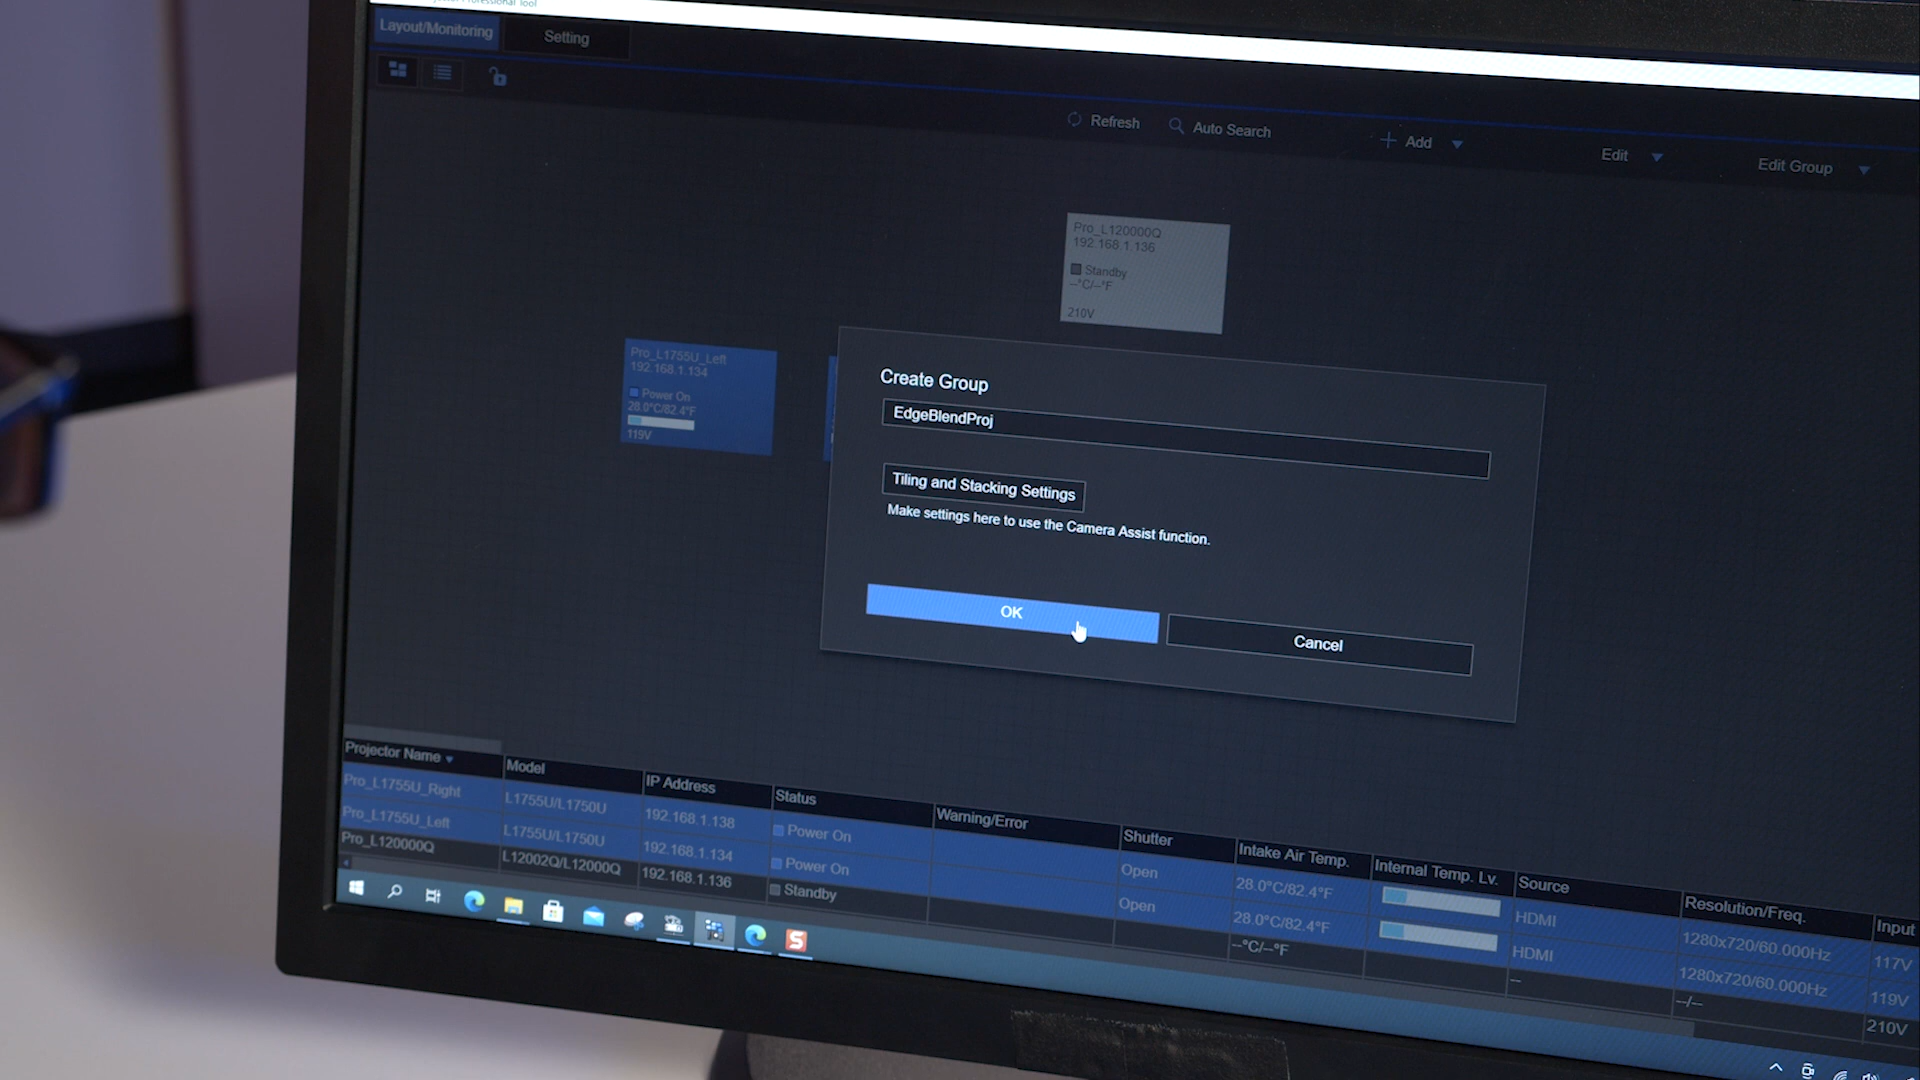 Professional Tool
Layout/Monitoring
Setting
Refresh
Auto Search
Add
Edit
Edit Group
Pro_L120000Q
192.168.1.136
Standby
--°C/--°F
210V
Pro_L1755U_Left
192.168.1.134
Power On
28.0°C/82.4°F
119V
Create Group
EdgeBlendProj
Tiling and Stacking Settings
Make settings here to use the Camera Assist function.
OK
Cancel
Projector Name Model IP Address Status Warning/Error Shutter Intake Air Temp. Internal Temp. Lv. Source Resolution/Freq. Input
Pro_L1755U_Right L1755U/L1750U 192.168.1.138 Power On Open 28.0°C/82.4°F HDMI 1280x720/60.000Hz 117V
Pro_L1755U_Left L1755U/L1750U 192.168.1.134 Power On Open 28.0°C/82.4°F HDMI 1280x720/60.000Hz 119V
Pro_L120000Q L12002Q/L12000Q 192.168.1.136 Standby --°C/--°F -- --/-- 210V
S